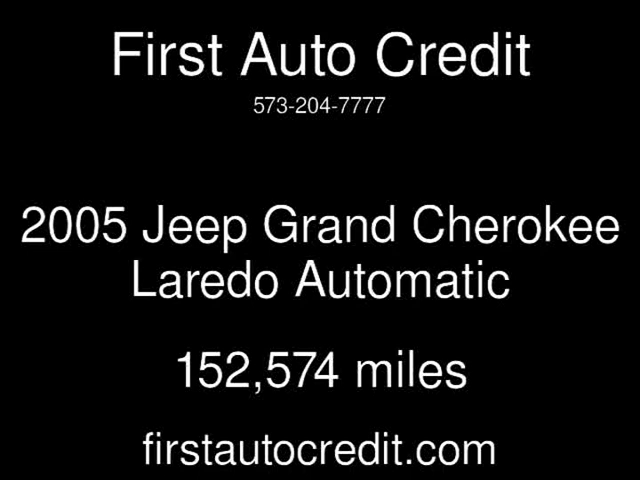 First Auto Credit
573-204-7777
2005 Jeep Grand Cherokee
Laredo Automatic
152,574 miles
firstautocredit.com